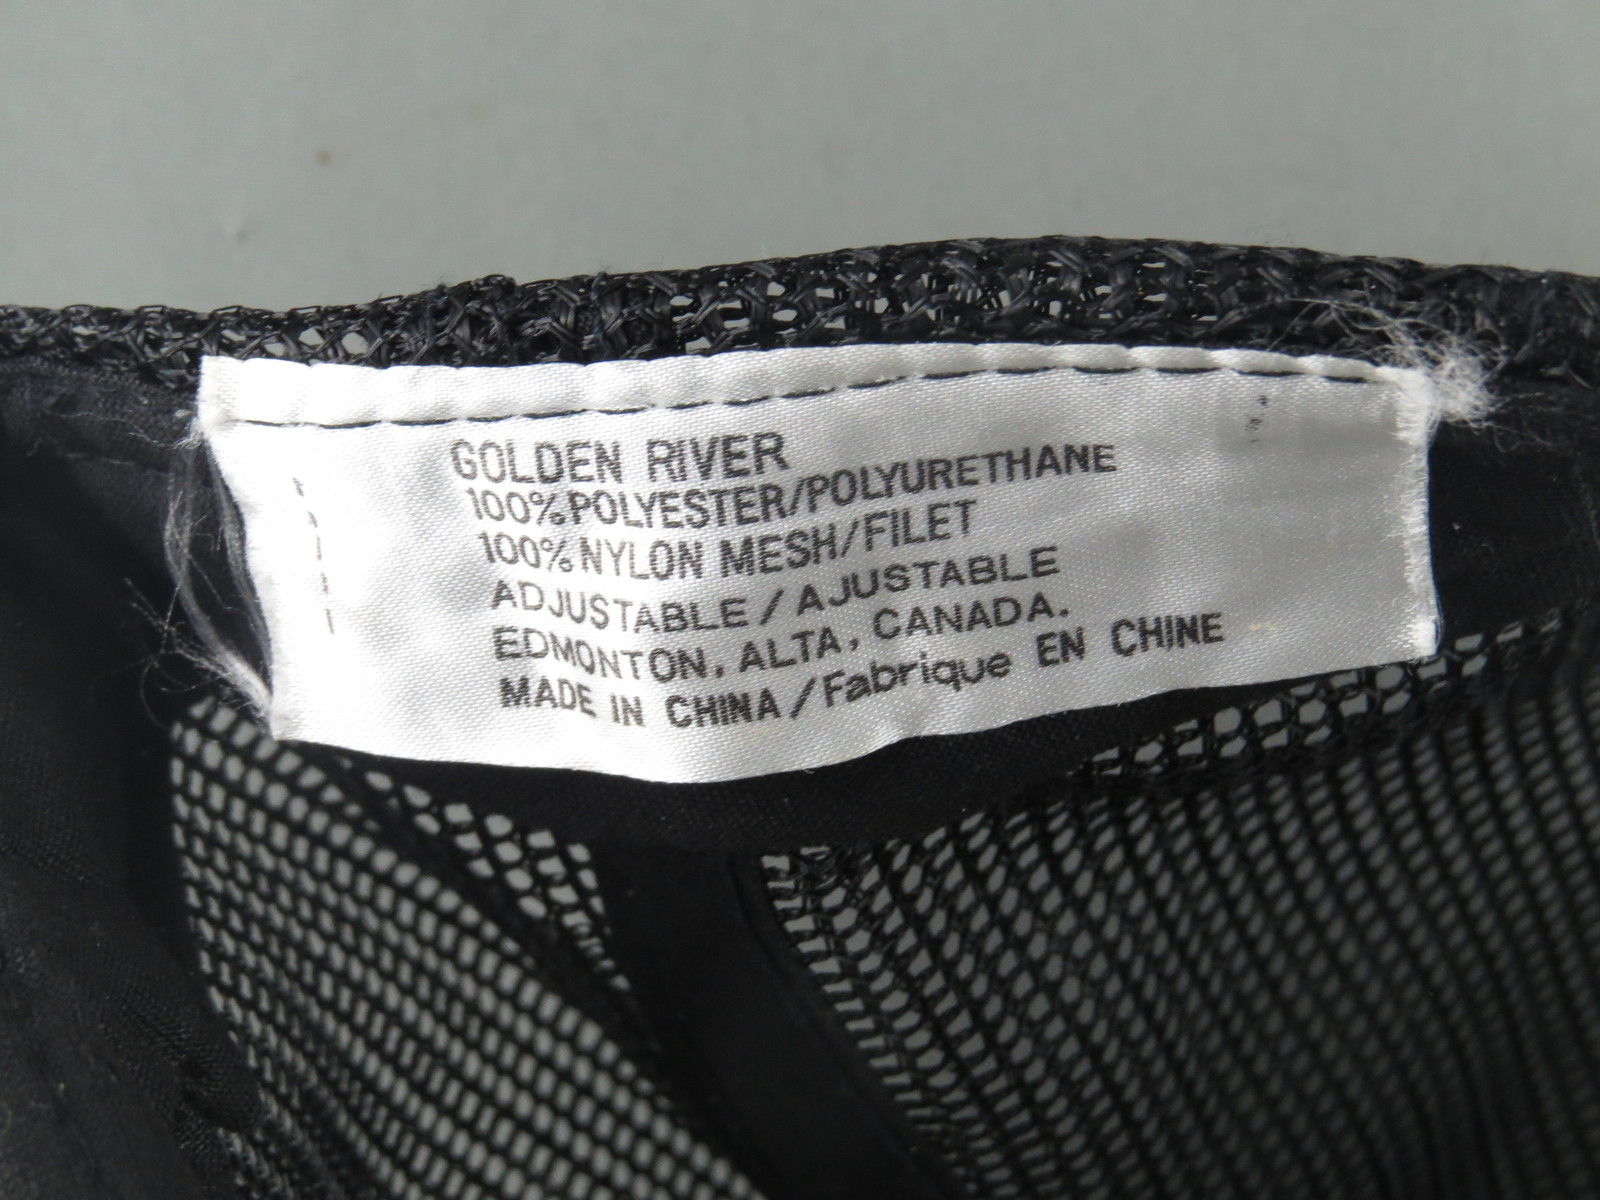 GOLDEN RIVER
100% POLYESTER/POLYURETHANE
100% NYLON MESH/FILET
ADJUSTABLE / AJUSTABLE
EDMONTON, ALTA, CANADA.
MADE IN CHINA / Fabrique EN CHINE